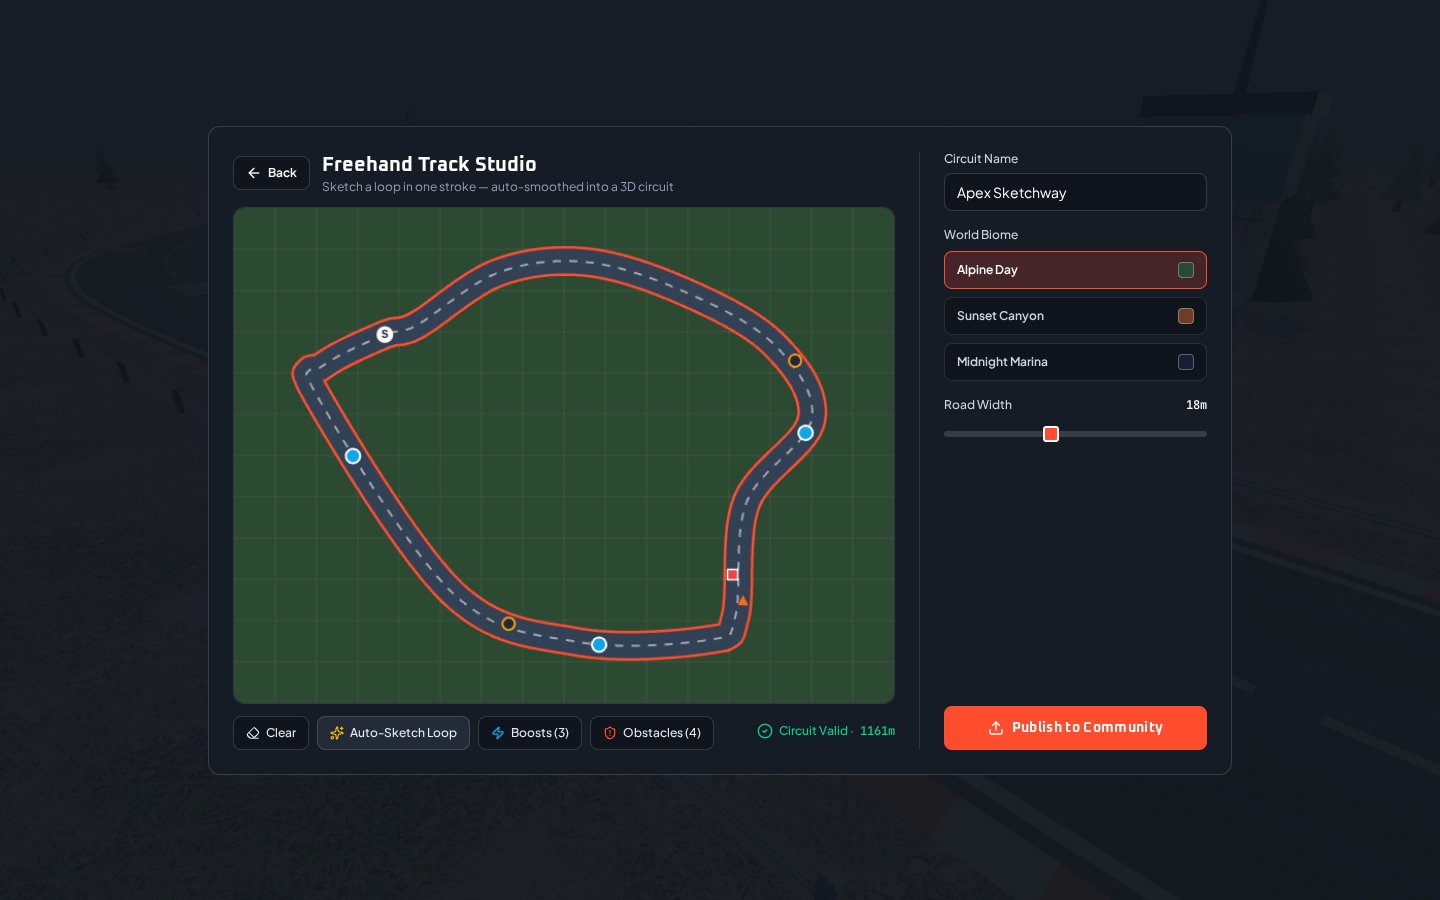 Back
Freehand Track Studio
Sketch a loop in one stroke — auto-smoothed into a 3D circuit
S
Clear
Auto-Sketch Loop
Boosts (3)
Obstacles (4)
Circuit Valid · 1161m
Circuit Name
Apex Sketchway
World Biome
Alpine Day
Sunset Canyon
Midnight Marina
Road Width
18m
Publish to Community